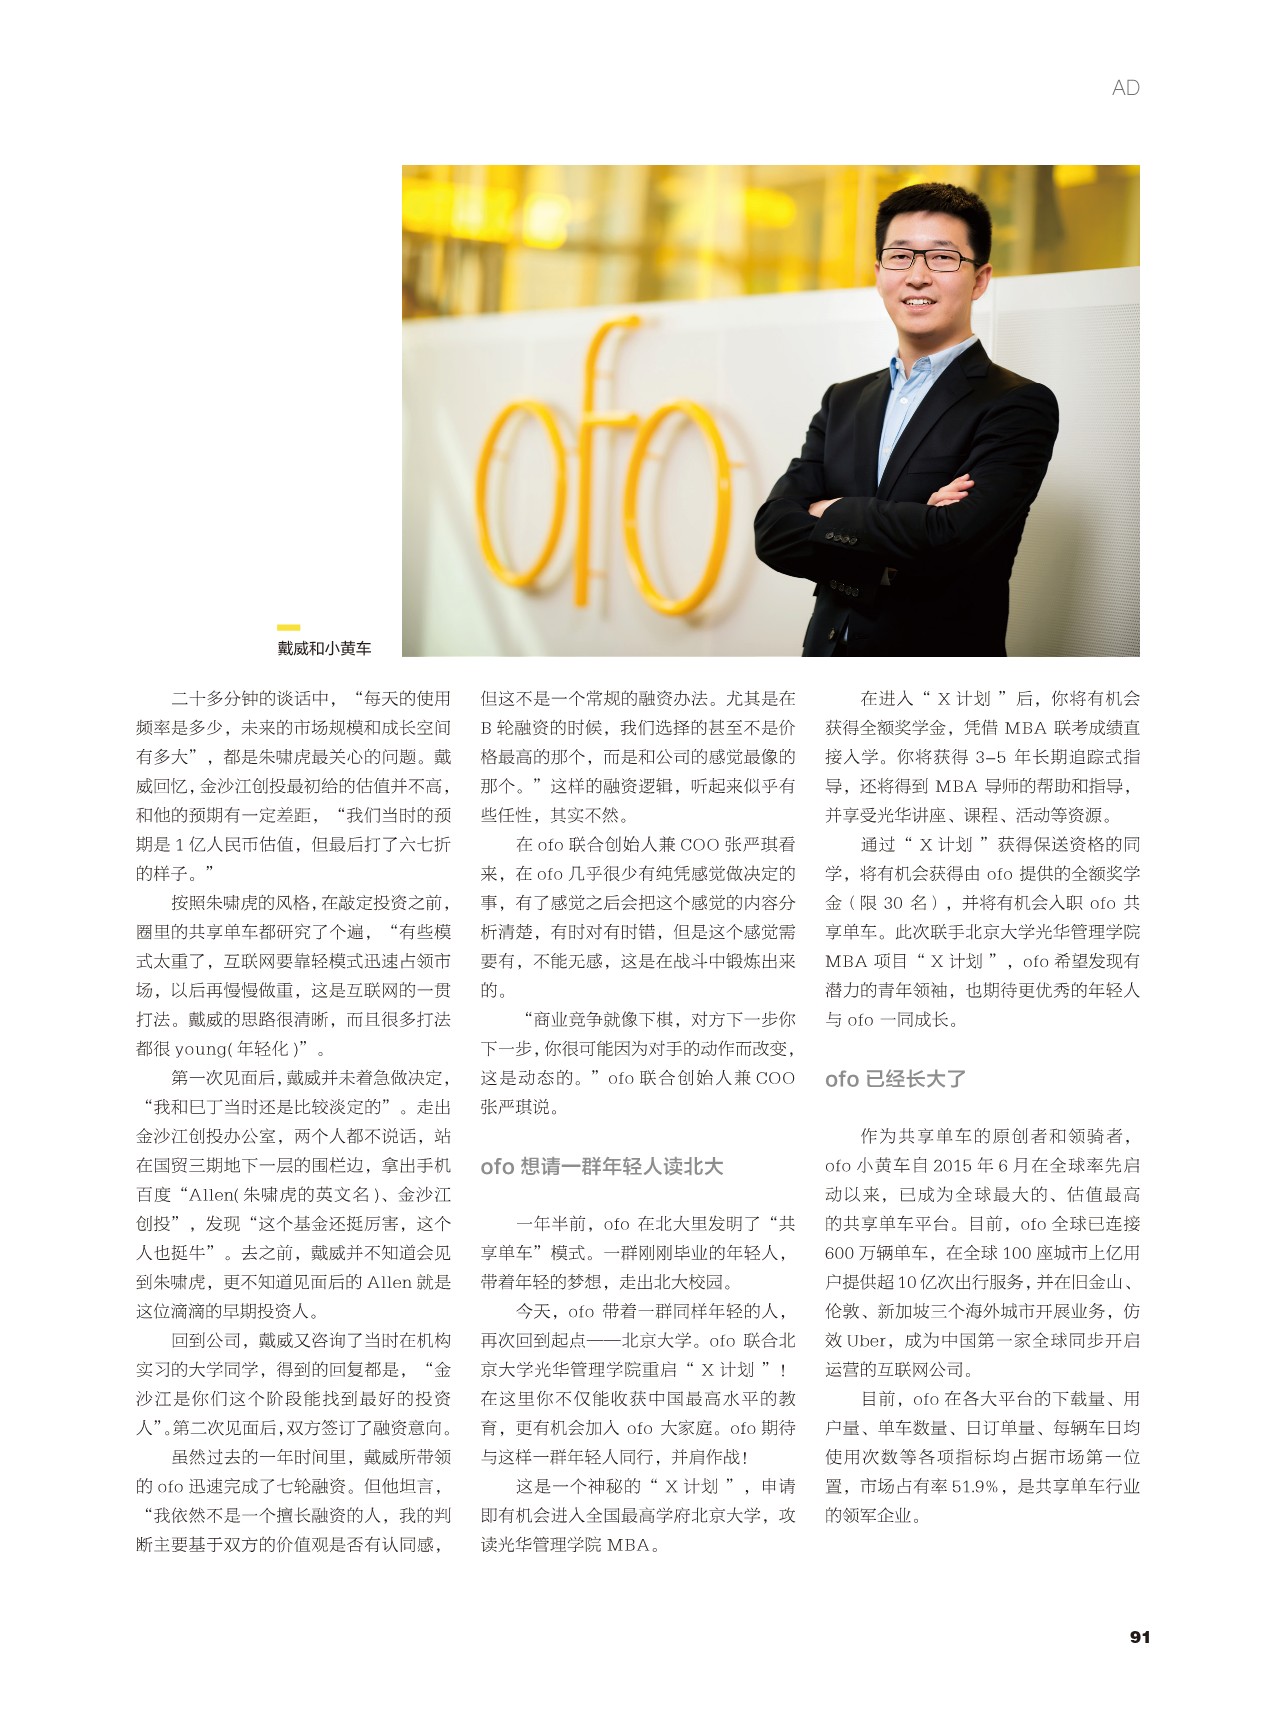 AD
ofo
戴威和小黄车
二十多分钟的谈话中，“每天的使用
频率是多少，未来的市场规模和成长空间
有多大”，都是朱啸虎最关心的问题。戴
威回忆，金沙江创投最初给的估值并不高，
和他的预期有一定差距，“我们当时的预
期是 1 亿人民币估值，但最后打了六七折
的样子。”
按照朱啸虎的风格，在敲定投资之前，
圈里的共享单车都研究了个遍，“有些模
式太重了，互联网要靠轻模式迅速占领市
场，以后再慢慢做重，这是互联网的一贯
打法。戴威的思路很清晰，而且很多打法
都很 young( 年轻化 )”。
第一次见面后，戴威并未着急做决定，
“我和巳丁当时还是比较淡定的”。走出
金沙江创投办公室，两个人都不说话，站
在国贸三期地下一层的围栏边，拿出手机
百度“Allen( 朱啸虎的英文名 )、金沙江
创投”，发现“这个基金还挺厉害，这个
人也挺牛”。去之前，戴威并不知道会见
到朱啸虎，更不知道见面后的 Allen 就是
这位滴滴的早期投资人。
回到公司，戴威又咨询了当时在机构
实习的大学同学，得到的回复都是，“金
沙江是你们这个阶段能找到最好的投资
人”。第二次见面后，双方签订了融资意向。
虽然过去的一年时间里，戴威所带领
的 ofo 迅速完成了七轮融资。但他坦言，
“我依然不是一个擅长融资的人，我的判
断主要基于双方的价值观是否有认同感，
但这不是一个常规的融资办法。尤其是在
B 轮融资的时候，我们选择的甚至不是价
格最高的那个，而是和公司的感觉最像的
那个。”这样的融资逻辑，听起来似乎有
些任性，其实不然。
在 ofo 联合创始人兼 COO 张严琪看
来，在 ofo 几乎很少有纯凭感觉做决定的
事，有了感觉之后会把这个感觉的内容分
析清楚，有时对有时错，但是这个感觉需
要有，不能无感，这是在战斗中锻炼出来
的。
“商业竞争就像下棋，对方下一步你
下一步，你很可能因为对手的动作而改变，
这是动态的。”ofo 联合创始人兼 COO
张严琪说。
ofo 想请一群年轻人读北大
一年半前，ofo 在北大里发明了“共
享单车”模式。一群刚刚毕业的年轻人，
带着年轻的梦想，走出北大校园。
今天，ofo 带着一群同样年轻的人，
再次回到起点——北京大学。ofo 联合北
京大学光华管理学院重启“ X 计划 ”！
在这里你不仅能收获中国最高水平的教
育，更有机会加入 ofo 大家庭。ofo 期待
与这样一群年轻人同行，并肩作战！
这是一个神秘的“ X 计划 ”，申请
即有机会进入全国最高学府北京大学，攻
读光华管理学院 MBA。
在进入“ X 计划 ”后，你将有机会
获得全额奖学金，凭借 MBA 联考成绩直
接入学。你将获得 3–5 年长期追踪式指
导，还将得到 MBA 导师的帮助和指导，
并享受光华讲座、课程、活动等资源。
通过“ X 计划 ”获得保送资格的同
学，将有机会获得由 ofo 提供的全额奖学
金（ 限 30 名 ），并将有机会入职 ofo 共
享单车。此次联手北京大学光华管理学院
MBA 项目“ X 计划 ”，ofo 希望发现有
潜力的青年领袖，也期待更优秀的年轻人
与 ofo 一同成长。
ofo 已经长大了
作为共享单车的原创者和领骑者，
ofo 小黄车自 2015 年 6 月在全球率先启
动以来，已成为全球最大的、估值最高
的共享单车平台。目前，ofo 全球已连接
600 万辆单车，在全球 100 座城市上亿用
户提供超 10 亿次出行服务，并在旧金山、
伦敦、新加坡三个海外城市开展业务，仿
效 Uber，成为中国第一家全球同步开启
运营的互联网公司。
目前，ofo 在各大平台的下载量、用
户量、单车数量、日订单量、每辆车日均
使用次数等各项指标均占据市场第一位
置，市场占有率 51.9%，是共享单车行业
的领军企业。
91